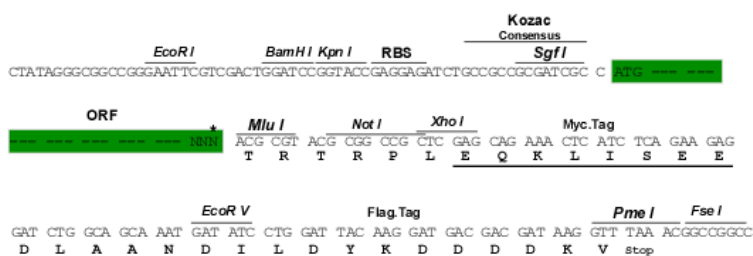 Kozac
Consensus
EcoR I BamH I Kpn I RBS Sgf I
CTATAGGGCGGCCGGGAATTCGTCGACTGGATCCGGTACCGAGGAGATCTGCCGCCGCGATCGC C ATG --- ---
ORF
--- --- --- --- --- --- NNN * Mlu I Not I Xho I Myc.Tag
ACG CGT ACG CGG CCG CTC GAG CAG AAA CTC ATC TCA GAA GAG
T R T R P L E Q K L I S E E
EcoR V Flag.Tag Pme I Fse I
GAT CTG GCA GCA AAT GAT ATC CTG GAT TAC AAG GAT GAC GAC GAT AAG GTT TAA ACGGCCGGCC
D L A A N D I L D Y K D D D D K V Stop